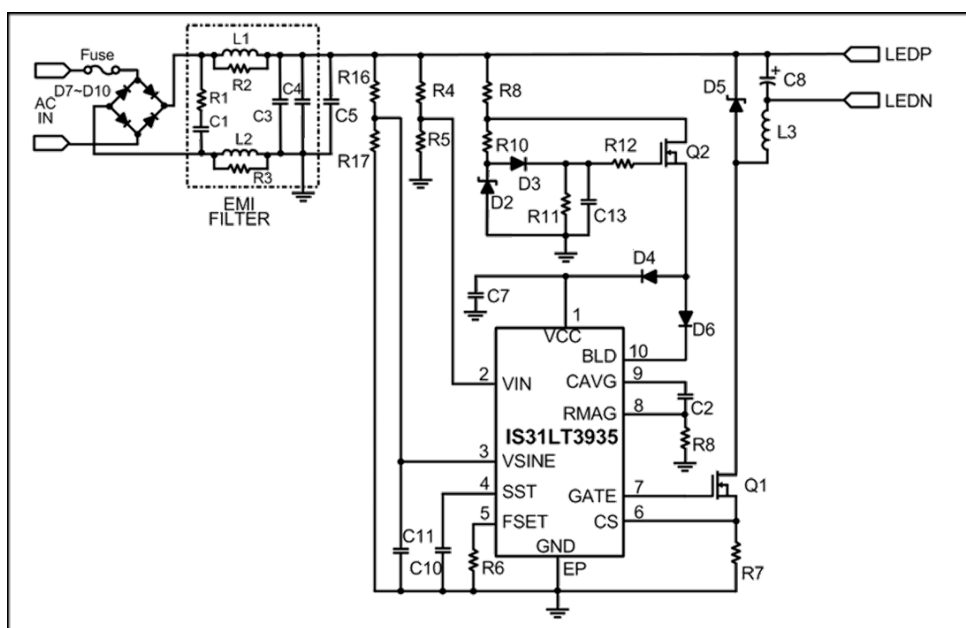 Fuse
D7~D10
AC
IN
L1
R2
R1
C1
C3
C4
C5
L2
R3
EMI
FILTER
R16
R17
R4
R5
R8
R10
D3
D2
R11
C13
R12
Q2
D5
C8
+
L3
LEDP
LEDN
D4
D6
C7
1
VCC
BLD
10
CAVG
9
2
VIN
RMAG
8
C2
R8
IS31LT3935
3
VSINE
4
SST
GATE
7
Q1
5
FSET
CS
6
GND
EP
C11
C10
R6
R7